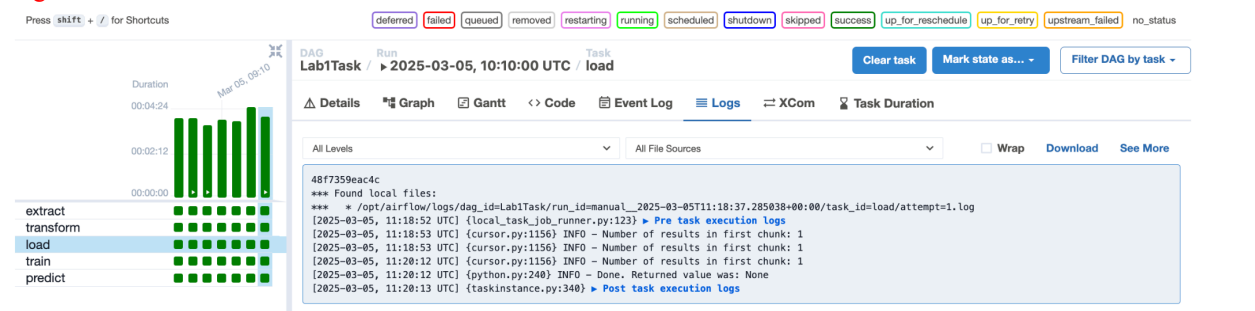 Press shift + / for Shortcuts
deferred failed queued removed restarting running scheduled shutdown skipped success up_for_reschedule up_for_retry upstream_failed no_status
DAG Run Task
Lab1Task / ▸ 2025-03-05, 10:10:00 UTC / load
Clear task Mark state as... Filter DAG by task
Duration
Mar 05, 09:10
00:04:24
00:02:12
00:00:00
extract
transform
load
train
predict
Details Graph Gantt <> Code Event Log Logs XCom Task Duration
All Levels All File Sources Wrap Download See More
48f7359eac4c
*** Found local files:
*** * /opt/airflow/logs/dag_id=Lab1Task/run_id=manual__2025-03-05T11:18:37.285038+00:00/task_id=load/attempt=1.log
[2025-03-05, 11:18:52 UTC] {local_task_job_runner.py:123} ▸ Pre task execution logs
[2025-03-05, 11:18:53 UTC] {cursor.py:1156} INFO – Number of results in first chunk: 1
[2025-03-05, 11:18:53 UTC] {cursor.py:1156} INFO – Number of results in first chunk: 1
[2025-03-05, 11:20:12 UTC] {cursor.py:1156} INFO – Number of results in first chunk: 1
[2025-03-05, 11:20:12 UTC] {python.py:240} INFO – Done. Returned value was: None
[2025-03-05, 11:20:13 UTC] {taskinstance.py:340} ▸ Post task execution logs